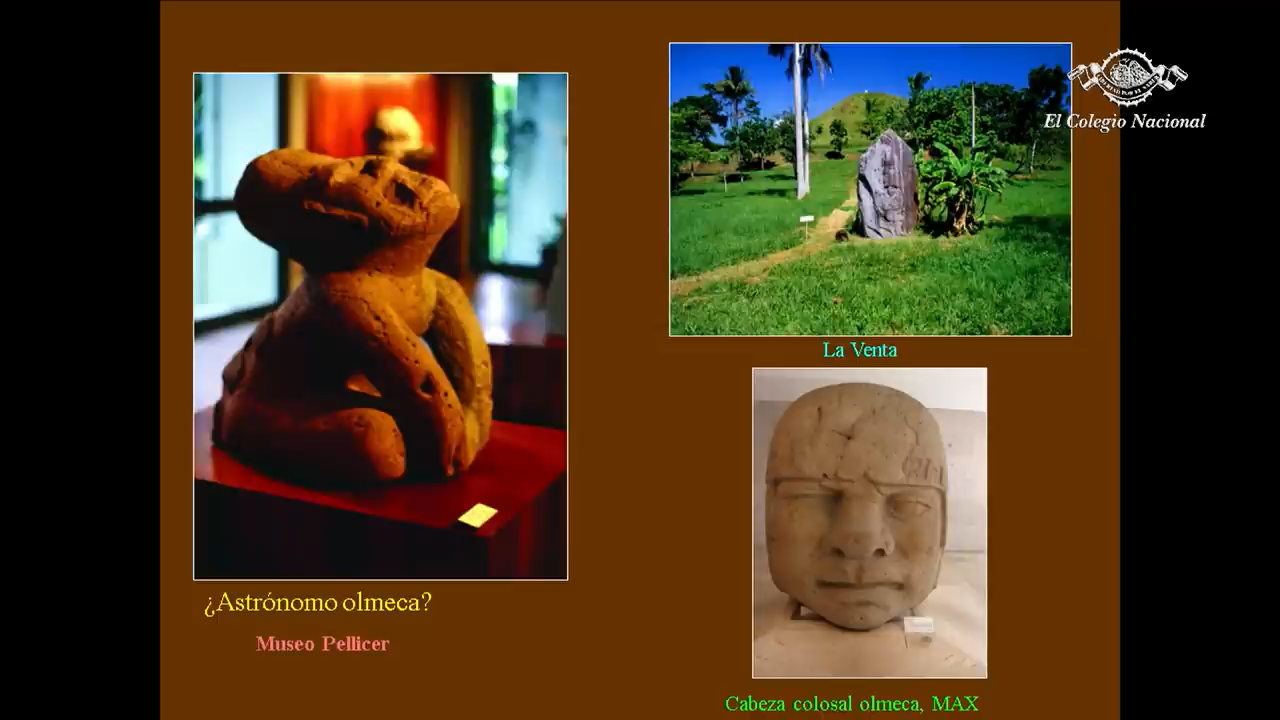 El Colegio Nacional
La Venta
¿Astrónomo olmeca?
Museo Pellicer
Cabeza colosal olmeca, MAX